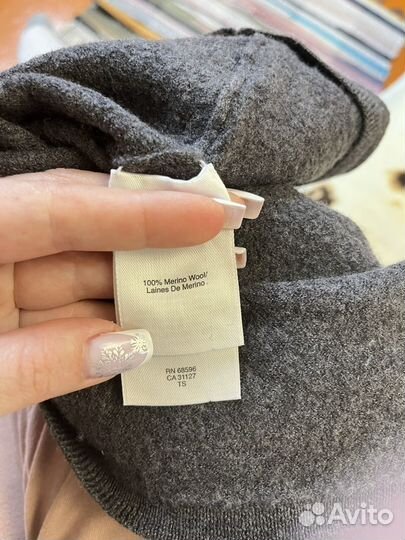 100% Merino Wool/
Laines De Merino
RN 68596
CA 31127
TS
Avito